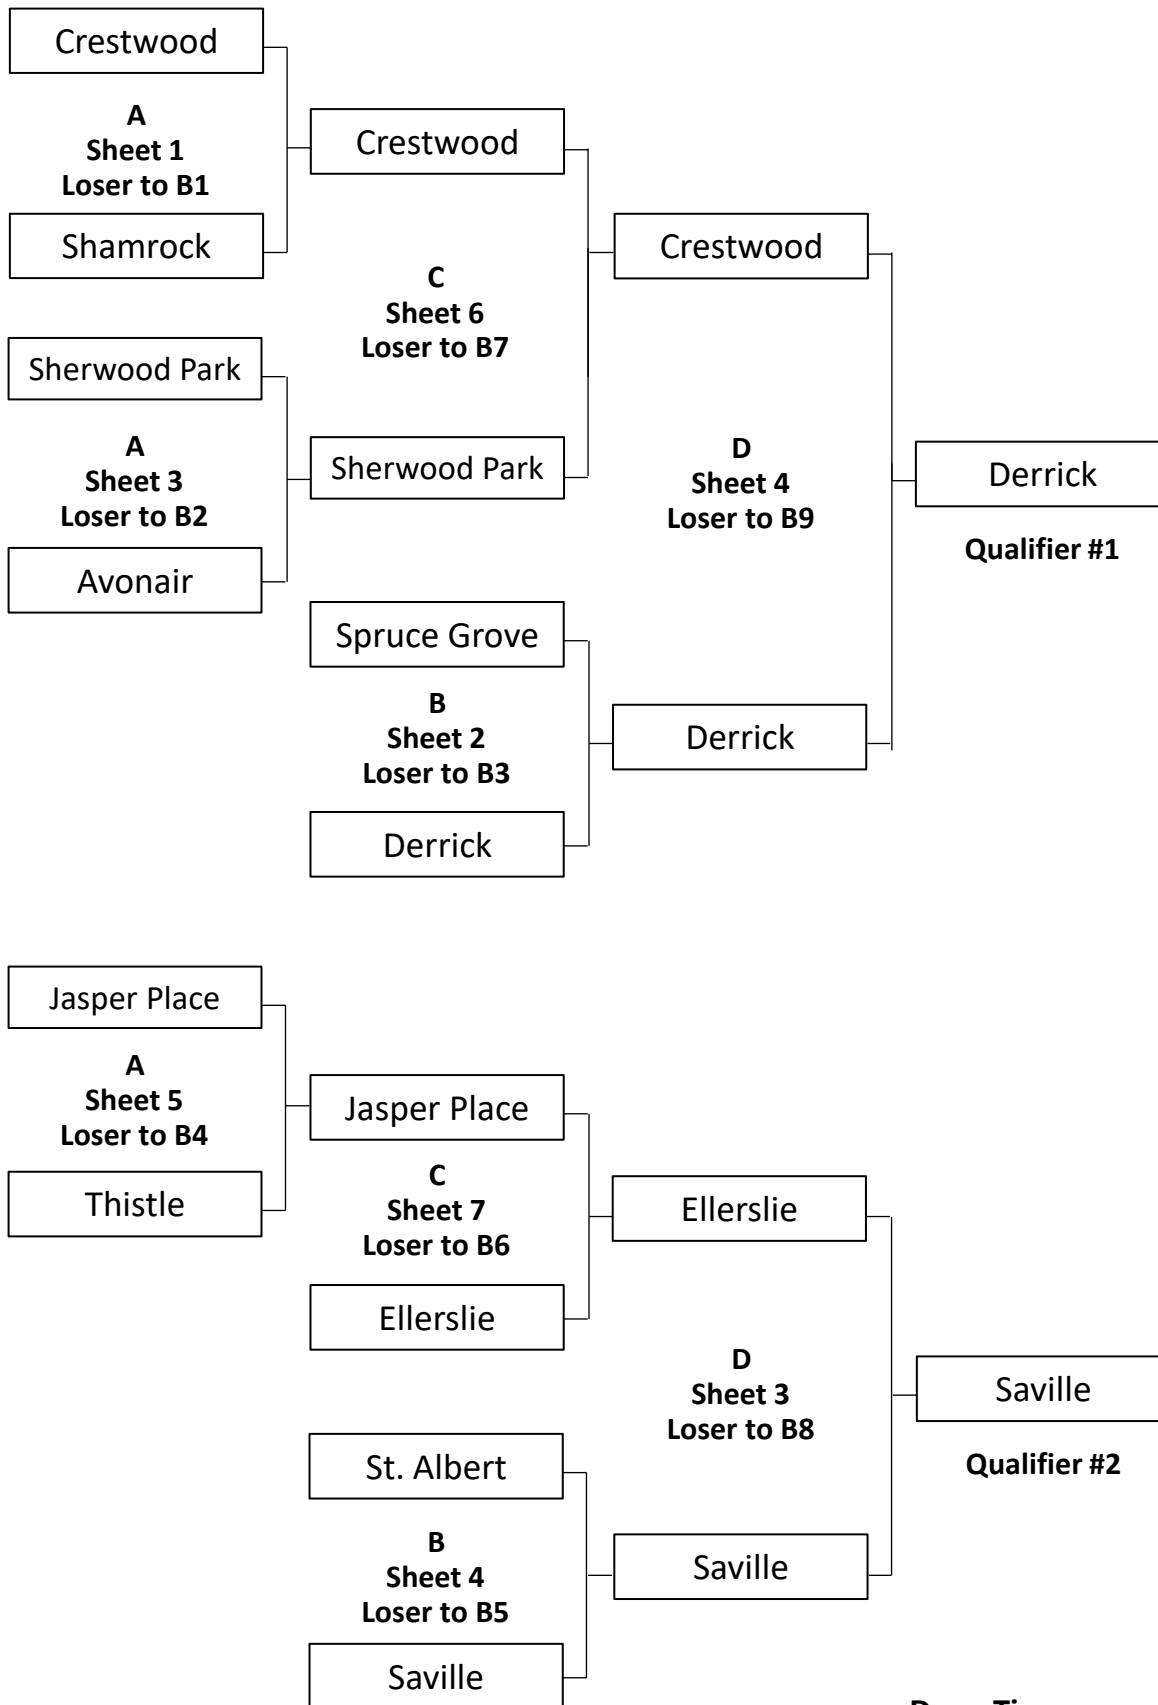 Crestwood
A
Sheet 1
Loser to B1
Shamrock
Crestwood
Sherwood Park
A
Sheet 3
Loser to B2
Avonair
C
Sheet 6
Loser to B7
Sherwood Park
Crestwood
D
Sheet 4
Loser to B9
Derrick
Qualifier #1
Spruce Grove
B
Sheet 2
Loser to B3
Derrick
Derrick
Jasper Place
A
Sheet 5
Loser to B4
Thistle
Jasper Place
C
Sheet 7
Loser to B6
Ellerslie
Ellerslie
D
Sheet 3
Loser to B8
Saville
Qualifier #2
St. Albert
B
Sheet 4
Loser to B5
Saville
Saville